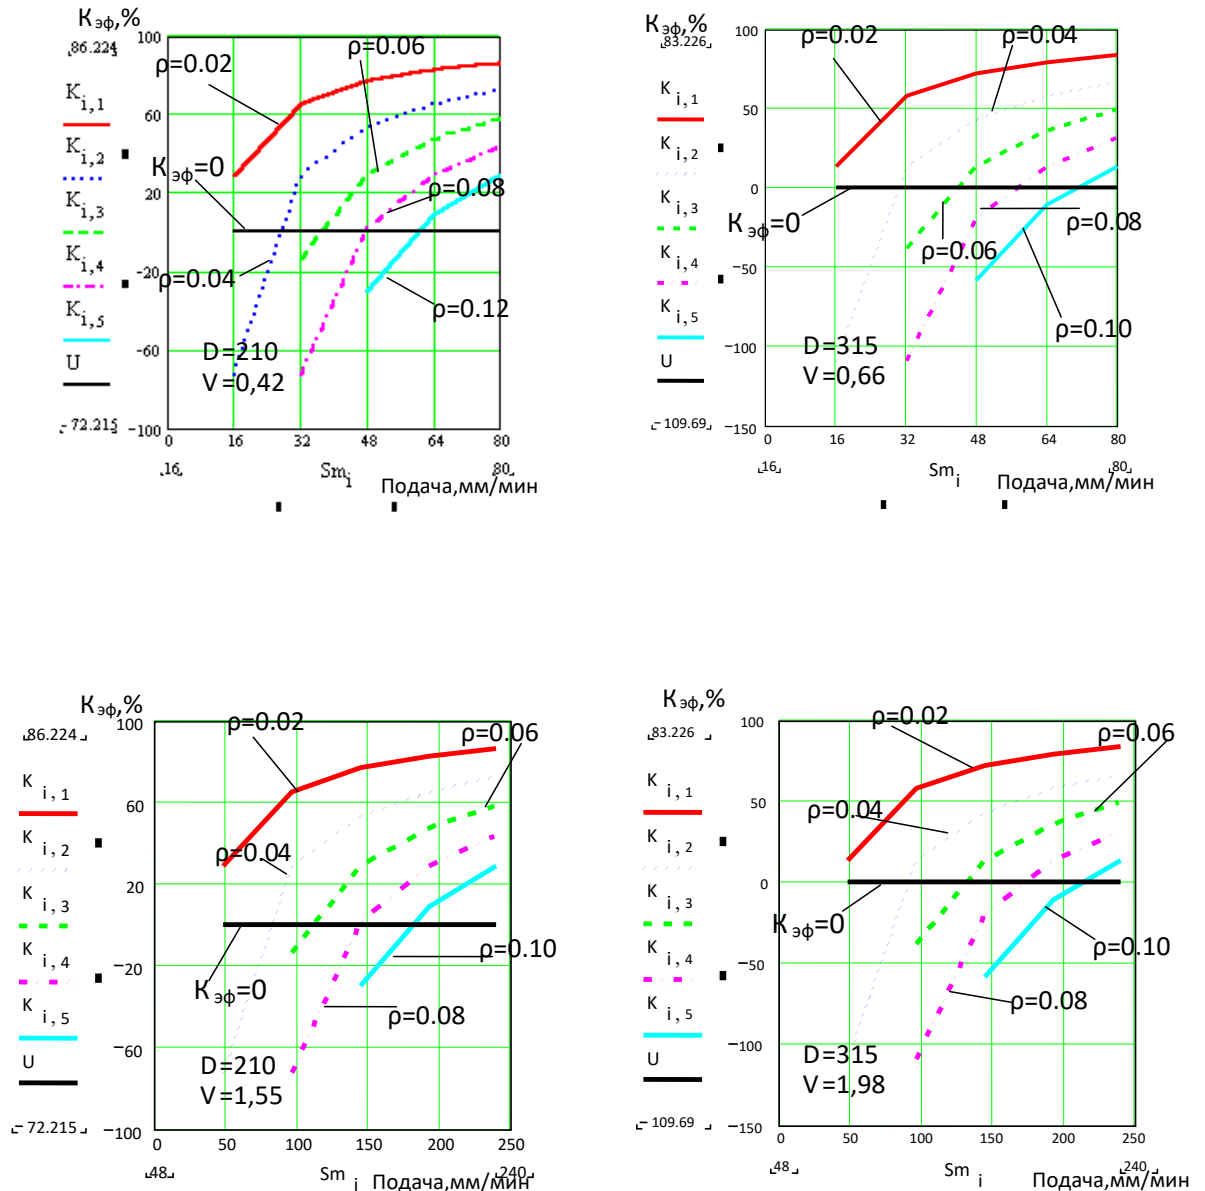 Кэф,%
86.224
100
60
20
−20
−60
−100
ρ=0.02
ρ=0.06
K i,1
K i,2
K i,3
K i,4
K i,5
U
Кэф=0
ρ=0.08
ρ=0.04
ρ=0.12
D=210
V=0,42
-72.215
0
16
32
48
64
80
16
Sm i
80
Подача,мм/мин
Кэф,%
83.226
100
50
0
−50
−100
−150
ρ=0.02
ρ=0.04
K i,1
K i,2
K i,3
K i,4
K i,5
U
Кэф=0
ρ=0.08
ρ=0.06
ρ=0.10
D=315
V=0,66
−109.69
0
16
32
48
64
80
16
Sm i
80
Подача,мм/мин
Кэф,%
86.224
100
60
20
−20
−60
−100
ρ=0.02
ρ=0.06
K i,1
K i,2
K i,3
K i,4
K i,5
U
ρ=0.04
ρ=0.10
Кэф=0
ρ=0.08
D=210
V=1,55
−72.215
0
50
100
150
200
250
48
Sm i
240
Подача,мм/мин
Кэф,%
83.226
100
50
0
−50
−100
−150
ρ=0.02
ρ=0.06
K i,1
K i,2
K i,3
K i,4
K i,5
U
ρ=0.04
Кэф=0
ρ=0.10
ρ=0.08
D=315
V=1,98
−109.69
0
50
100
150
200
250
48
Sm i
240
Подача,мм/мин